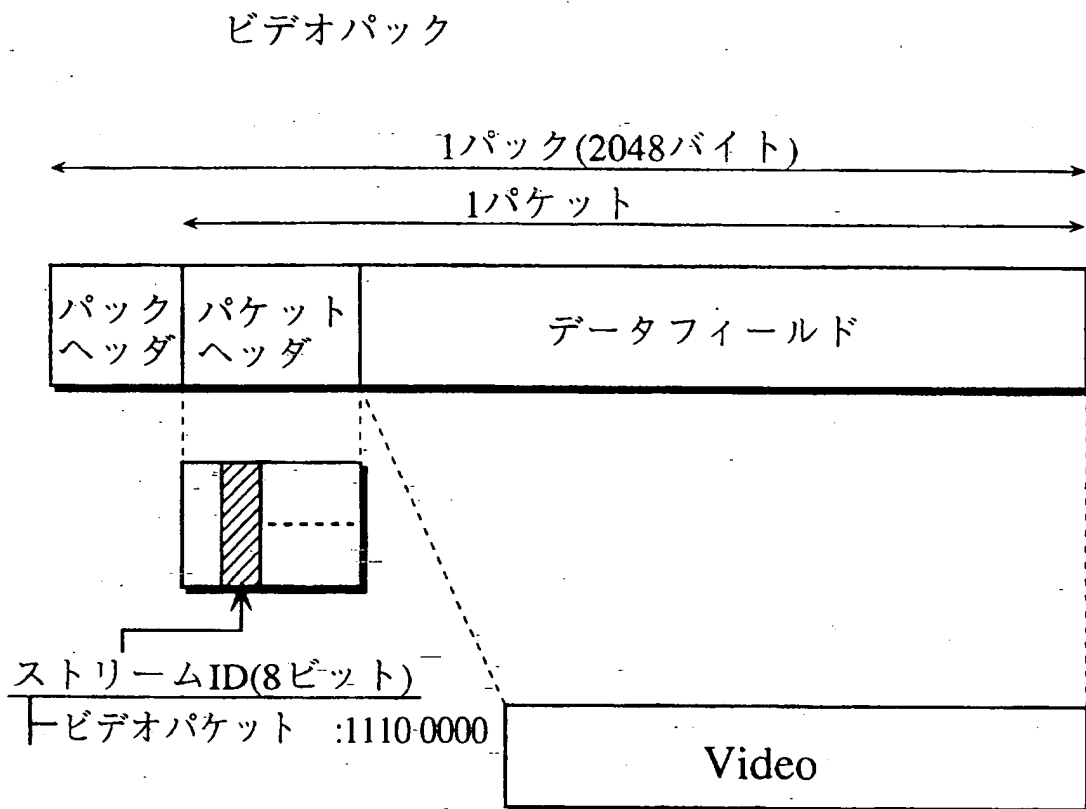 ビデオパック
1パック(2048バイト)
1パケット
パック
ヘッダ
パケット
ヘッダ
データフィールド
ストリームID(8ビット)
ビデオパケット :1110 0000
Video